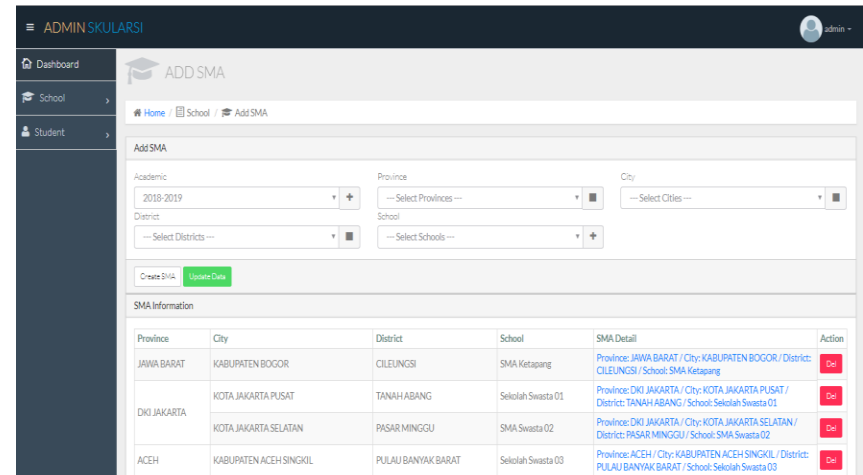 ADMIN SKULARSI
admin
Dashboard
School
Student
ADD SMA
Home / School / Add SMA
Add SMA
Academic Province City
2018-2019 --- Select Provinces --- --- Select Cities ---
District School
--- Select Districts --- --- Select Schools ---
Create SMA Update Data
SMA Information
Province City District School SMA Detail Action
JAWA BARAT KABUPATEN BOGOR CILEUNGSI SMA Ketapang Province: JAWA BARAT / City: KABUPATEN BOGOR / District:
CILEUNGSI / School: SMA Ketapang Del
DKI JAKARTA KOTA JAKARTA PUSAT TANAH ABANG Sekolah Swasta 01 Province: DKI JAKARTA / City: KOTA JAKARTA PUSAT /
District: TANAH ABANG / School: Sekolah Swasta 01 Del
KOTA JAKARTA SELATAN PASAR MINGGU SMA Swasta 02 Province: DKI JAKARTA / City: KOTA JAKARTA SELATAN /
District: PASAR MINGGU / School: SMA Swasta 02 Del
ACEH KABUPATEN ACEH SINGKIL PULAU BANYAK BARAT Sekolah Swasta 03 Province: ACEH / City: KABUPATEN ACEH SINGKIL / District:
PULAU BANYAK BARAT / School: Sekolah Swasta 03 Del